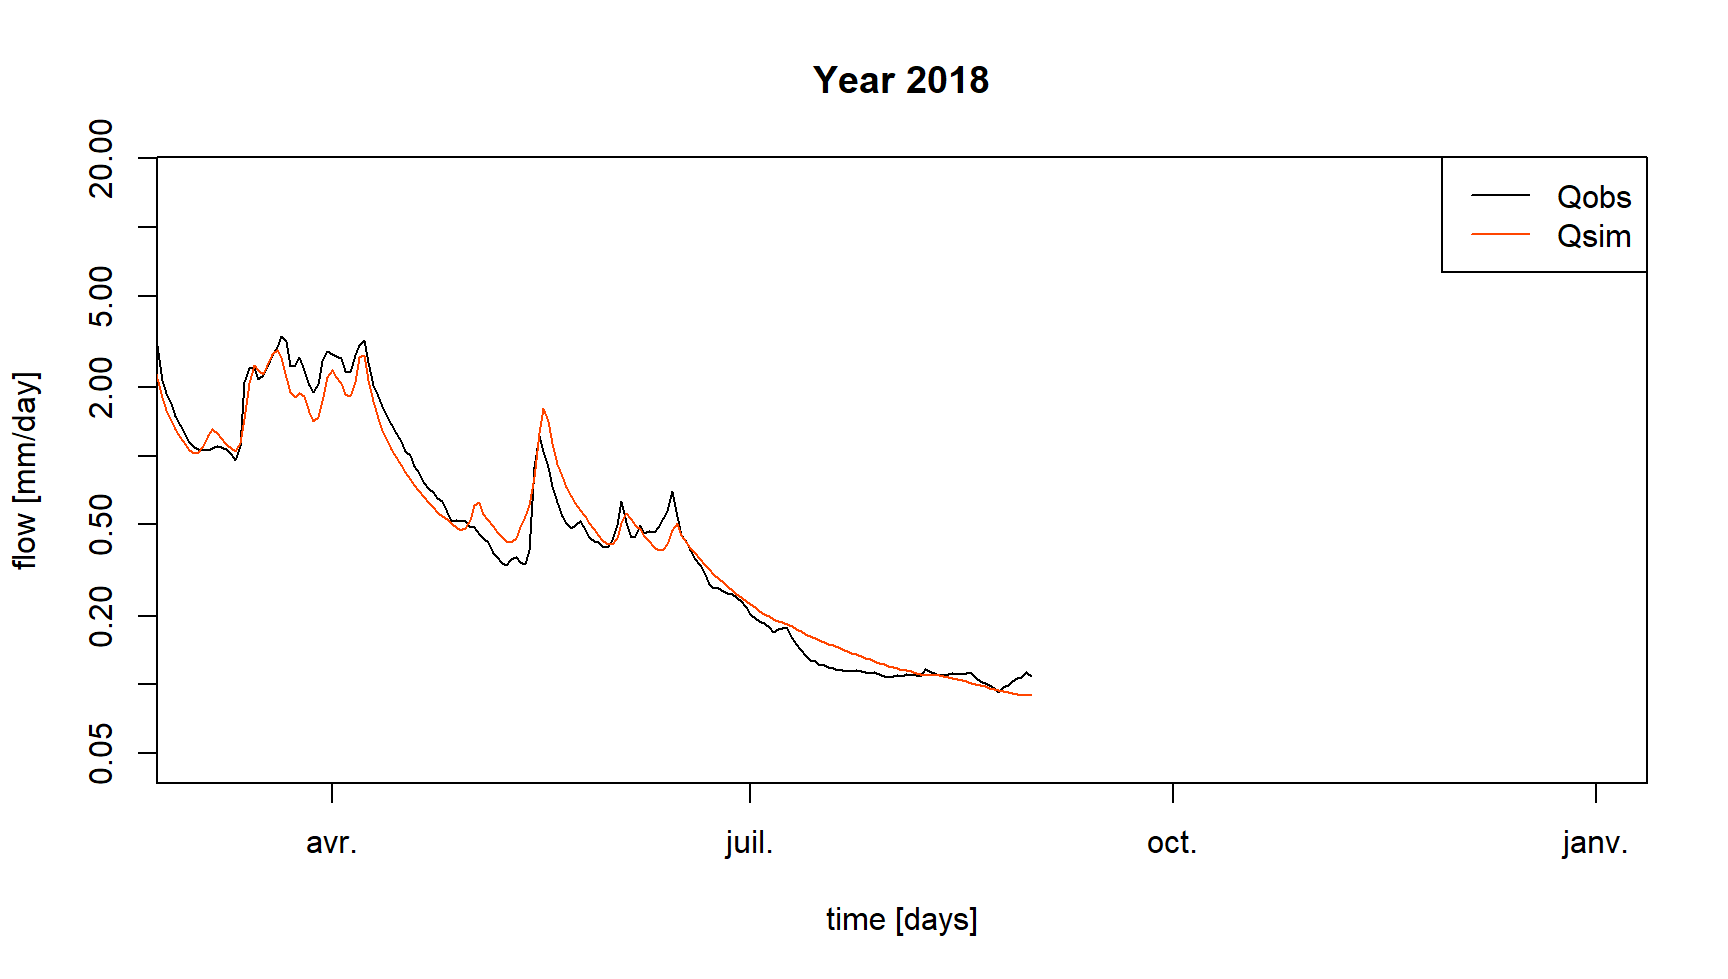 Year 2018
20.00
5.00
2.00
0.50
0.20
0.05
flow [mm/day]
Qobs
Qsim
avr.
juil.
oct.
janv.
time [days]